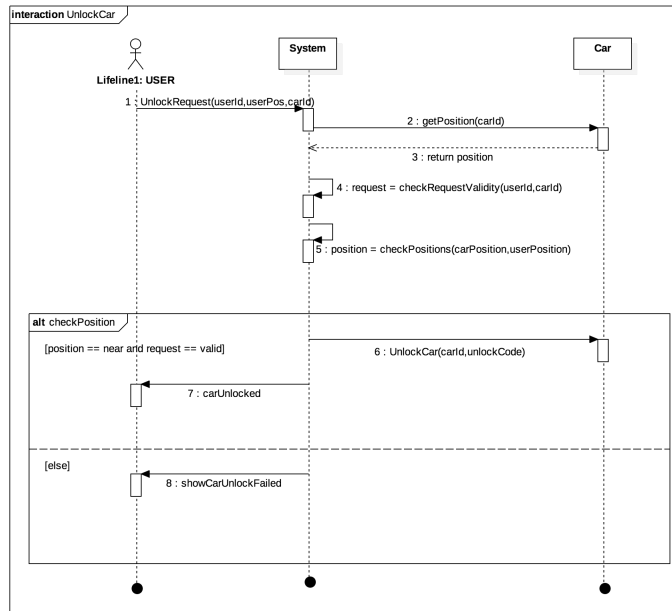 interaction UnlockCar
System
Car
Lifeline1: USER
1 : UnlockRequest(userId,userPos,carId)
2 : getPosition(carId)
3 : return position
4 : request = checkRequestValidity(userId,carId)
5 : position = checkPositions(carPosition,userPosition)
alt checkPosition
[position == near and request == valid]
6 : UnlockCar(carId,unlockCode)
7 : carUnlocked
[else]
8 : showCarUnlockFailed